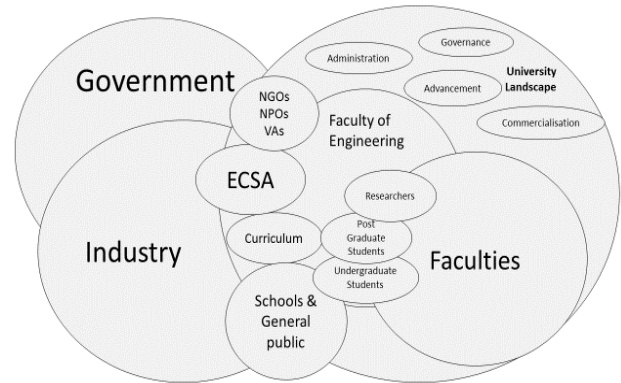 Government
NGOs
NPOs
VAs
Administration
Governance
University
Landscape
Advancement
Commercialisation
Faculty of
Engineering
ECSA
Researchers
Industry
Curriculum
Post
Graduate
Students
Undergraduate
Students
Faculties
Schools &
General
public